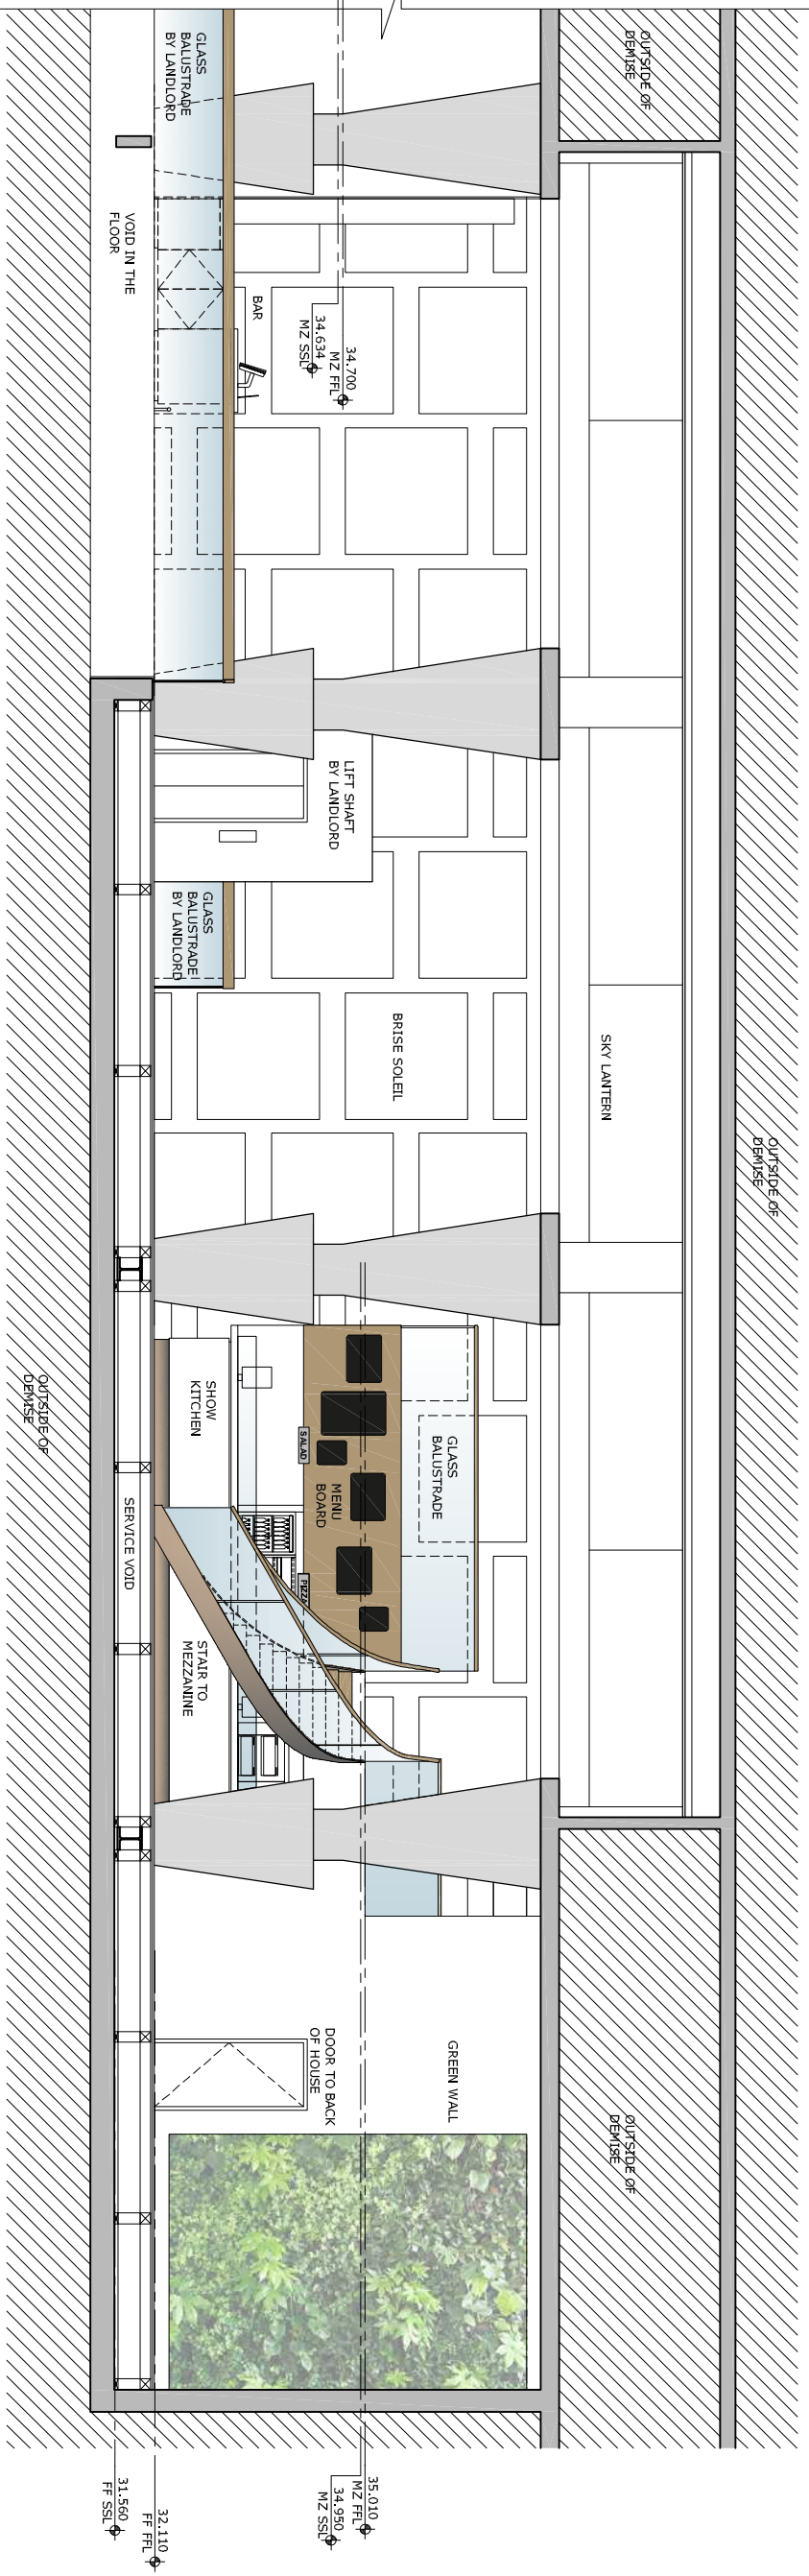 OUTSIDE OF
DEMISE
OUTSIDE OF
DEMISE
OUTSIDE OF
DEMISE
SKY LANTERN
GLASS
BALUSTRADE
BY LANDLORD
VOID IN THE
FLOOR
BAR
34.700
MZ FFL
34.634
MZ SSL
LIFT SHAFT
BY LANDLORD
GLASS
BALUSTRADE
BY LANDLORD
BRISE SOLEIL
GLASS
BALUSTRADE
MENU
BOARD
SALAD
PIZZA
SHOW
KITCHEN
STAIR TO
MEZZANINE
SERVICE VOID
GREEN WALL
DOOR TO BACK
OF HOUSE
35.010
MZ FFL
34.950
MZ SSL
32.110
FF FFL
31.560
FF SSL
OUTSIDE OF
DEMISE